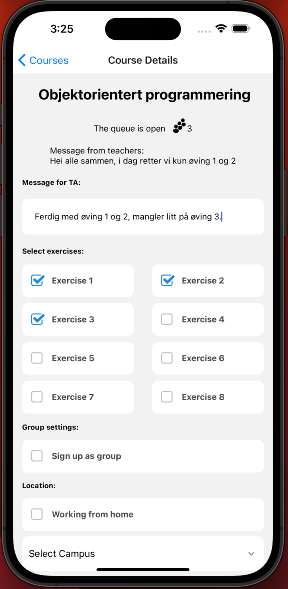 3:25
Courses
Course Details
Objektorientert programmering
The queue is open 3
Message from teachers:
Hei alle sammen, i dag retter vi kun øving 1 og 2
Message for TA:
Ferdig med øving 1 og 2, mangler litt på øving 3.
Select exercises:
Exercise 1
Exercise 2
Exercise 3
Exercise 4
Exercise 5
Exercise 6
Exercise 7
Exercise 8
Group settings:
Sign up as group
Location:
Working from home
Select Campus